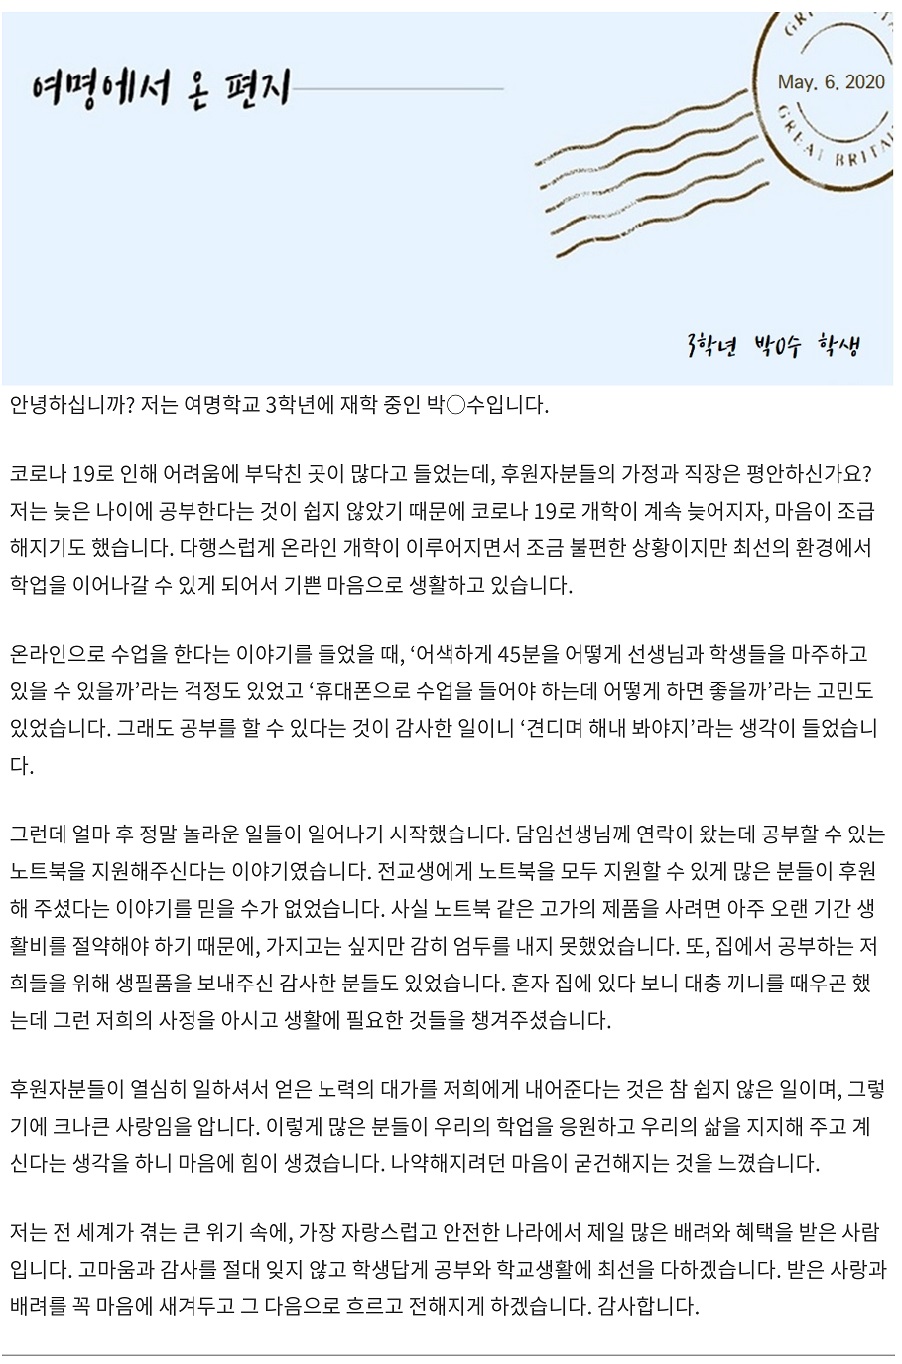 여명에서 온 편지
GREAT BRITAI
May. 6. 2020
GREAT BRITAI
3학년 박0수 학생
안녕하십니까? 저는 여명학교 3학년에 재학 중인 박○수입니다.
코로나 19로 인해 어려움에 부닥친 곳이 많다고 들었는데, 후원자분들의 가정과 직장은 평안하신가요?
저는 늦은 나이에 공부한다는 것이 쉽지 않았기 때문에 코로나 19로 개학이 계속 늦어지자, 마음이 조급
해지기도 했습니다. 다행스럽게 온라인 개학이 이루어지면서 조금 불편한 상황이지만 최선의 환경에서
학업을 이어나갈 수 있게 되어서 기쁜 마음으로 생활하고 있습니다.
온라인으로 수업을 한다는 이야기를 들었을 때, ‘어색하게 45분을 어떻게 선생님과 학생들을 마주하고
있을 수 있을까’라는 걱정도 있었고 ‘휴대폰으로 수업을 들어야 하는데 어떻게 하면 좋을까’라는 고민도
있었습니다. 그래도 공부를 할 수 있다는 것이 감사한 일이니 ‘견디며 해내 봐야지’라는 생각이 들었습니
다.
그런데 얼마 후 정말 놀라운 일들이 일어나기 시작했습니다. 담임선생님께 연락이 왔는데 공부할 수 있는
노트북을 지원해주신다는 이야기였습니다. 전교생에게 노트북을 모두 지원할 수 있게 많은 분들이 후원
해 주셨다는 이야기를 믿을 수가 없었습니다. 사실 노트북 같은 고가의 제품을 사려면 아주 오랜 기간 생
활비를 절약해야 하기 때문에, 가지고는 싶지만 감히 엄두를 내지 못했었습니다. 또, 집에서 공부하는 저
희들을 위해 생필품을 보내주신 감사한 분들도 있었습니다. 혼자 집에 있다 보니 대충 끼니를 때우곤 했
는데 그런 저희의 사정을 아시고 생활에 필요한 것들을 챙겨주셨습니다.
후원자분들이 열심히 일하셔서 얻은 노력의 대가를 저희에게 내어준다는 것은 참 쉽지 않은 일이며, 그렇
기에 크나큰 사랑임을 압니다. 이렇게 많은 분들이 우리의 학업을 응원하고 우리의 삶을 지지해 주고 계
신다는 생각을 하니 마음에 힘이 생겼습니다. 나약해지려던 마음이 굳건해지는 것을 느꼈습니다.
저는 전 세계가 겪는 큰 위기 속에, 가장 자랑스럽고 안전한 나라에서 제일 많은 배려와 혜택을 받은 사람
입니다. 고마움과 감사를 절대 잊지 않고 학생답게 공부와 학교생활에 최선을 다하겠습니다. 받은 사랑과
배려를 꼭 마음에 새겨두고 그 다음으로 흐르고 전해지게 하겠습니다. 감사합니다.